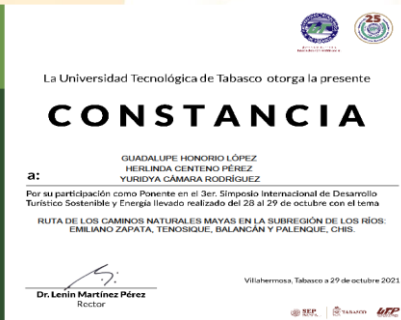 25
La Universidad Tecnológica de Tabasco otorga la presente
CONSTANCIA
GUADALUPE HONORIO LÓPEZ
HERLINDA CENTENO PÉREZ
a: YURIDYA CÁMARA RODRÍGUEZ
Por su participación como Ponente en el 3er. Simposio Internacional de Desarrollo
Turístico Sostenible y Energía llevado realizado del 28 al 29 de octubre con el tema
RUTA DE LOS CAMINOS NATURALES MAYAS EN LA SUBREGIÓN DE LOS RÍOS:
EMILIANO ZAPATA, TENOSIQUE, BALANCÁN Y PALENQUE, CHIS.
Villahermosa, Tabasco a 29 de octubre 2021
Dr. Lenin Martínez Pérez
Rector
SEP TABASCO